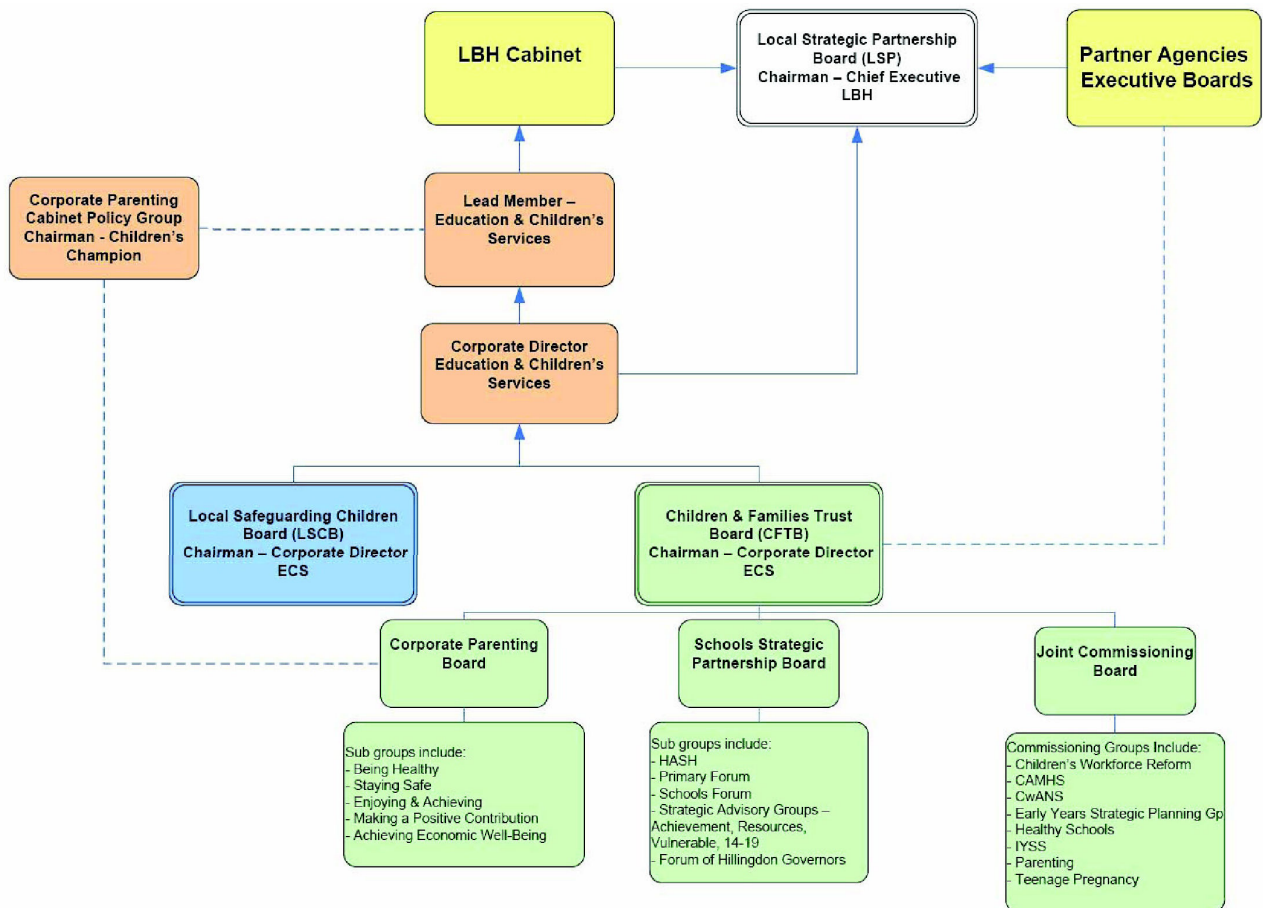 LBH Cabinet
Local Strategic Partnership
Board (LSP)
Chairman – Chief Executive
LBH
Partner Agencies
Executive Boards
Corporate Parenting
Cabinet Policy Group
Chairman - Children's
Champion
Lead Member –
Education & Children's
Services
Corporate Director
Education & Children's
Services
Local Safeguarding Children
Board (LSCB)
Chairman – Corporate Director
ECS
Children & Families Trust
Board (CFTB)
Chairman – Corporate Director
ECS
Corporate Parenting
Board
Schools Strategic
Partnership Board
Joint Commissioning
Board
Sub groups include:
- Being Healthy
- Staying Safe
- Enjoying & Achieving
- Making a Positive Contribution
- Achieving Economic Well-Being
Sub groups include:
- HASH
- Primary Forum
- Schools Forum
- Strategic Advisory Groups –
Achievement, Resources,
Vulnerable, 14-19
- Forum of Hillingdon Governors
Commissioning Groups Include:
- Children's Workforce Reform
- CAMHS
- CwANS
- Early Years Strategic Planning Gp
- Healthy Schools
- IYSS
- Parenting
- Teenage Pregnancy